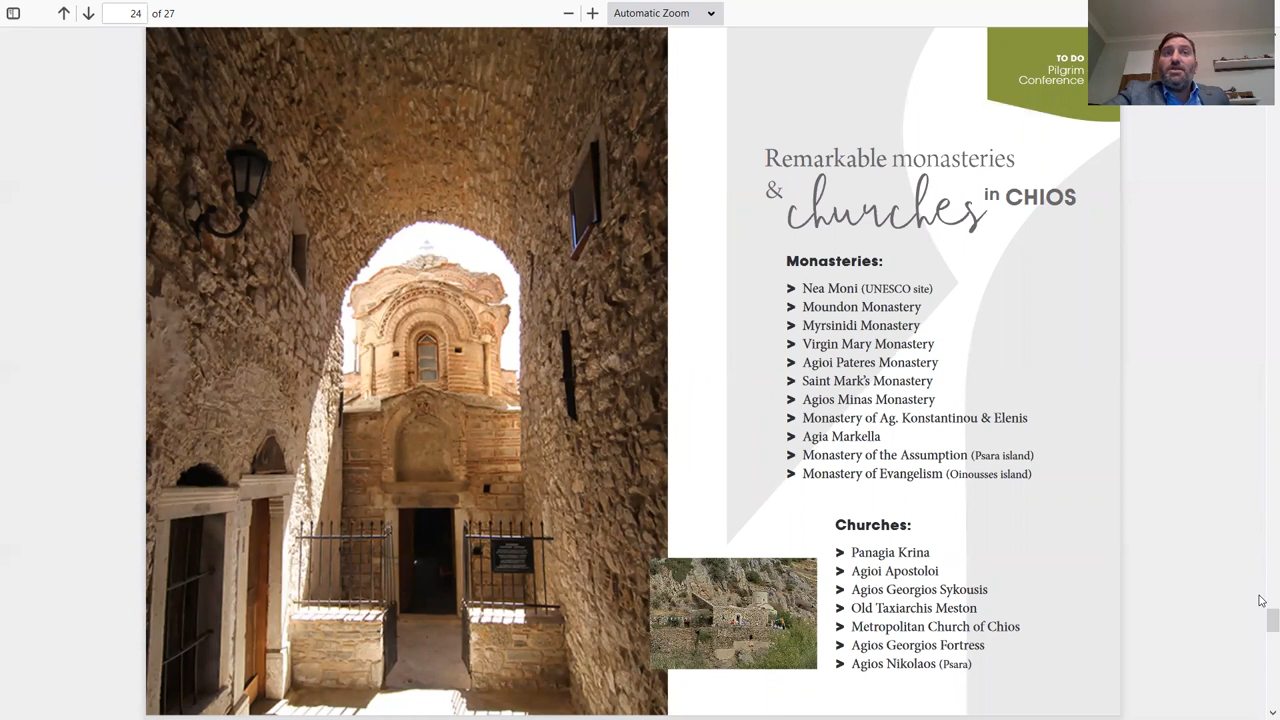 24 of 27
Automatic Zoom
TO DO
Pilgrim
Conference
Remarkable monasteries
& churches in CHIOS
Monasteries:
Nea Moni (UNESCO site)
Moundon Monastery
Myrsinidi Monastery
Virgin Mary Monastery
Agioi Pateres Monastery
Saint Mark's Monastery
Agios Minas Monastery
Monastery of Ag. Konstantinou & Elenis
Agia Markella
Monastery of the Assumption (Psara island)
Monastery of Evangelism (Oinousses island)
Churches:
Panagia Krina
Agioi Apostoloi
Agios Georgios Sykousis
Old Taxiarchis Meston
Metropolitan Church of Chios
Agios Georgios Fortress
Agios Nikolaos (Psara)